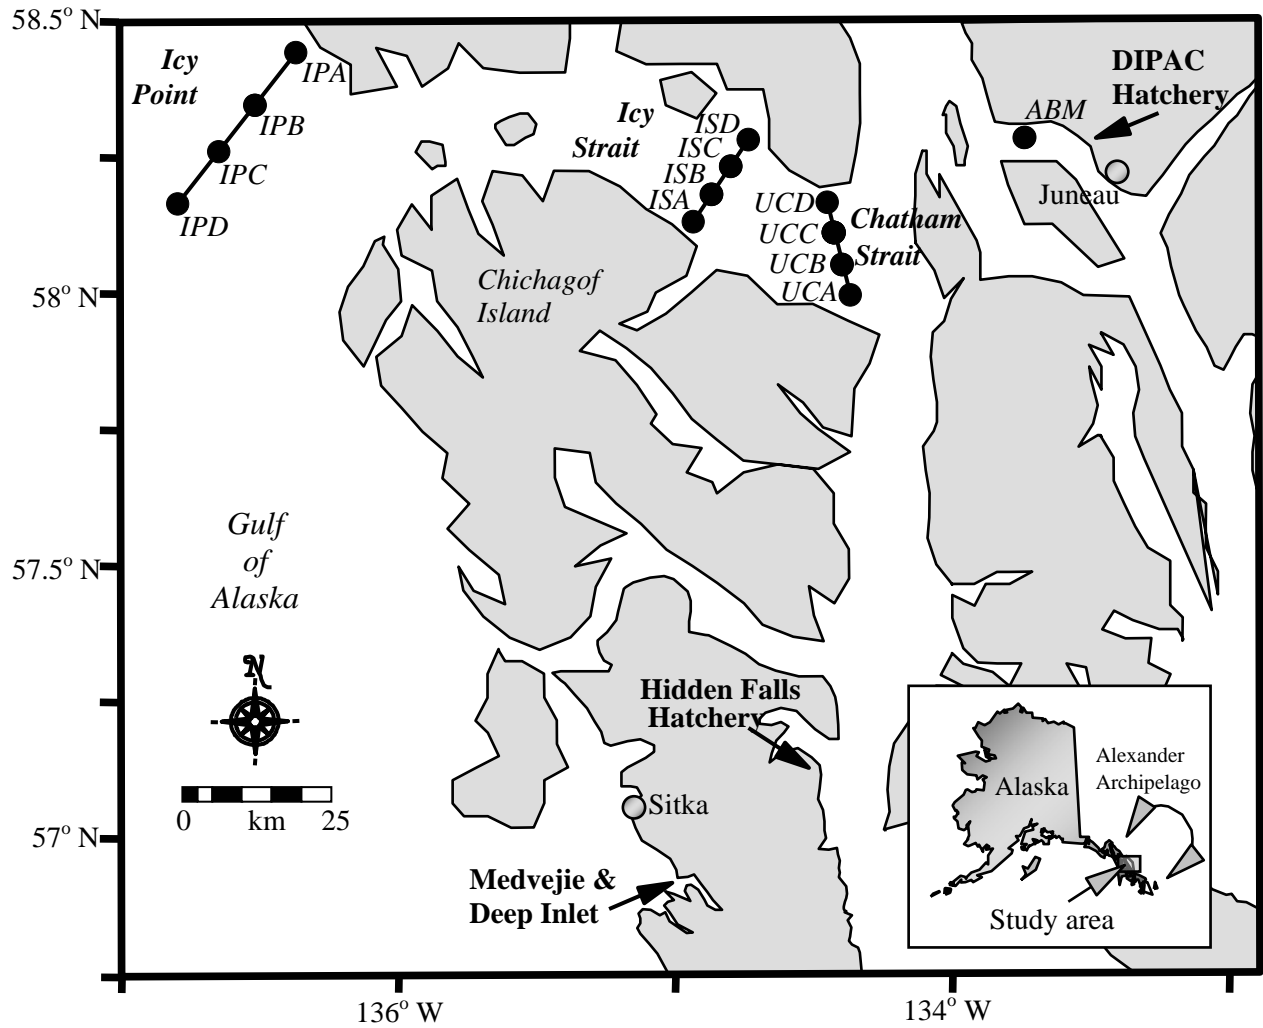 58.5° N
Icy
Point
IPA
IPB
IPC
IPD
Icy
Strait
ISD
ISC
ISB
ISA
UCD
UCC
UCB
UCA
Chatham
Strait
DIPAC
Hatchery
ABM
Juneau
Chichagof
Island
58° N
Gulf
of
Alaska
57.5° N
N
0 km 25
57° N
Hidden Falls
Hatchery
Sitka
Medvejie &
Deep Inlet
Alaska
Alexander
Archipelago
Study area
136° W
134° W